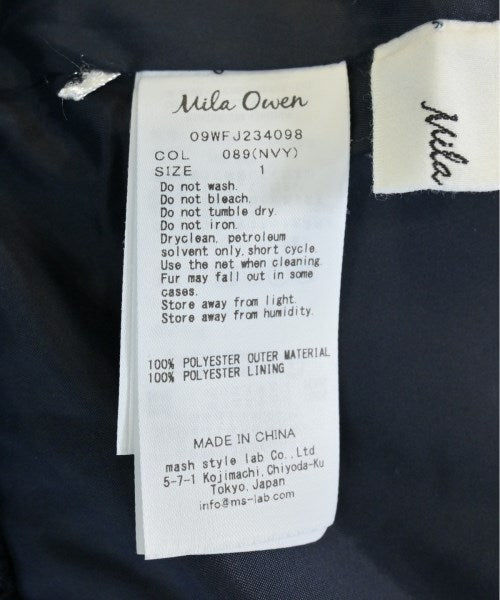 Mila Owen
09WFJ234098
COL 089(NVY)
SIZE 1
Do not wash.
Do not bleach.
Do not tumble dry.
Do not iron.
Dryclean, petroleum
solvent only, short cycle.
Use the net when cleaning.
Fur may fall out in some
cases.
Store away from light.
Store away from humidity.
100% POLYESTER OUTER MATERIAL
100% POLYESTER LINING
MADE IN CHINA
mash style lab Co., Ltd
5-7-1 Kojimachi, Chiyoda-Ku
Tokyo, Japan
info@ms-lab.com
Mila